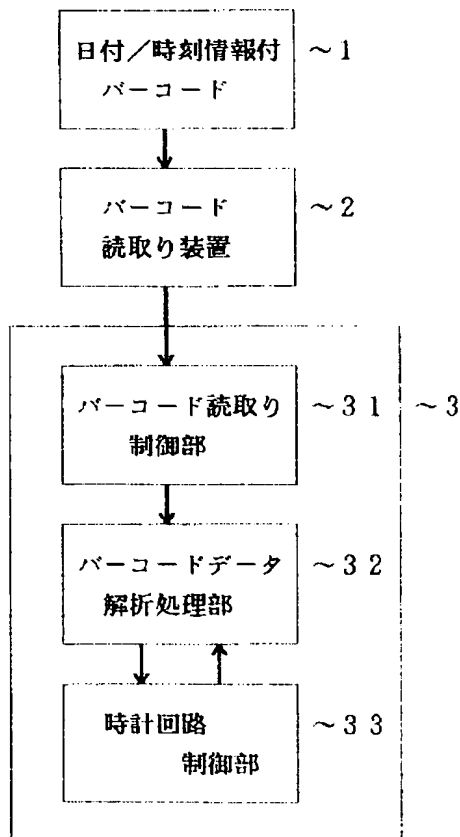 日付／時刻情報付 ～1
バーコード
バーコード ～2
読取り装置
バーコード読取り ～31 ～3
制御部
バーコードデータ ～32
解析処理部
時計回路 ～33
制御部